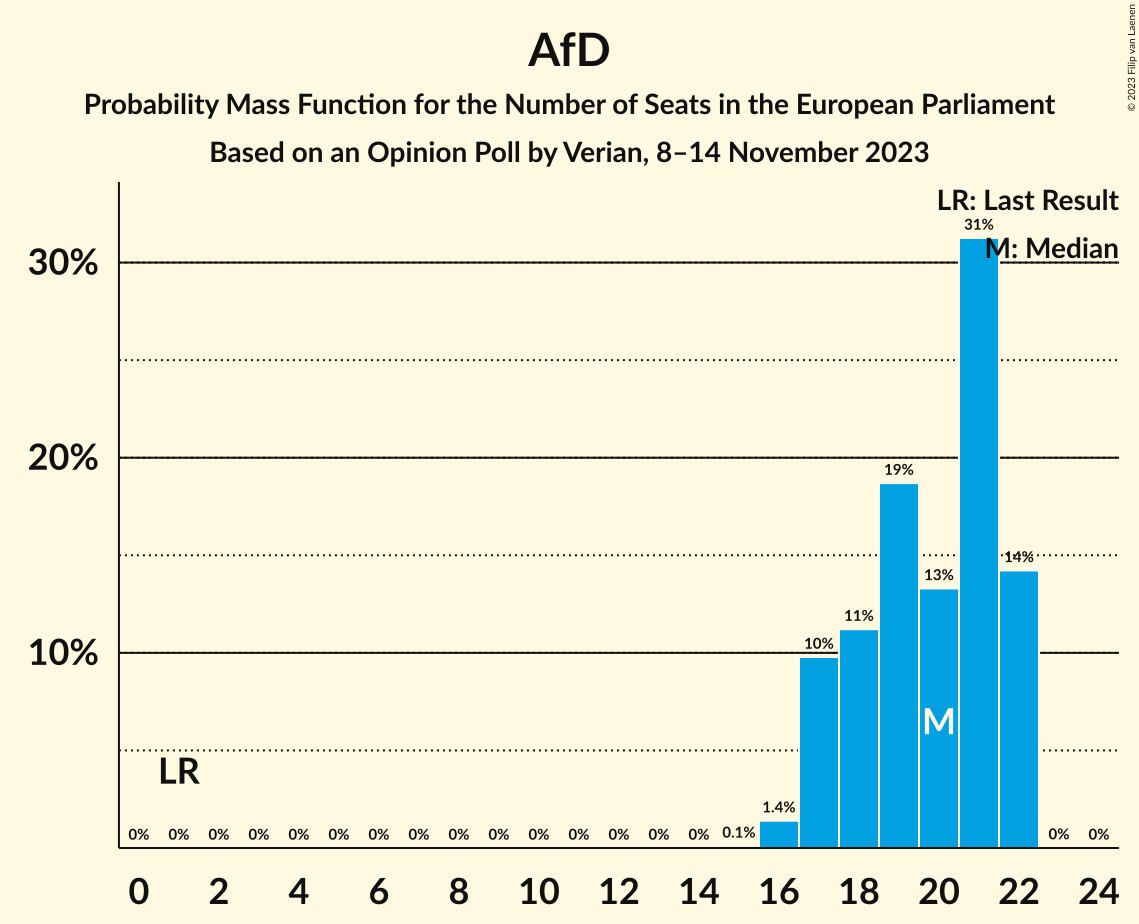 AfD
Probability Mass Function for the Number of Seats in the European Parliament
Based on an Opinion Poll by Verian, 8–14 November 2023
© 2023 Filip van Laenen
LR: Last Result
M: Median
30%
20%
10%
31%
19%
14%
13%
11%
10%
M
LR
1.4%
0% 0% 0% 0% 0% 0% 0% 0% 0% 0% 0% 0% 0% 0% 0% 0.1% 0% 0%
0 2 4 6 8 10 12 14 16 18 20 22 24